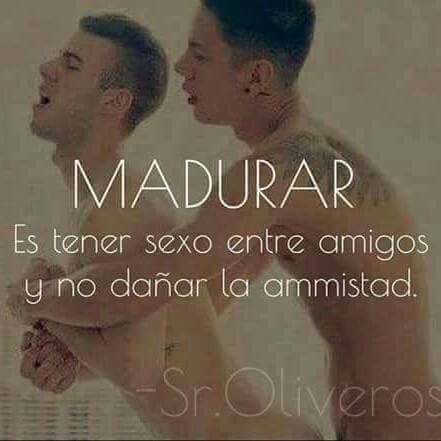 MADURAR
Es tener sexo entre amigos
y no dañar la ammistad.
-Sr.Oliveros